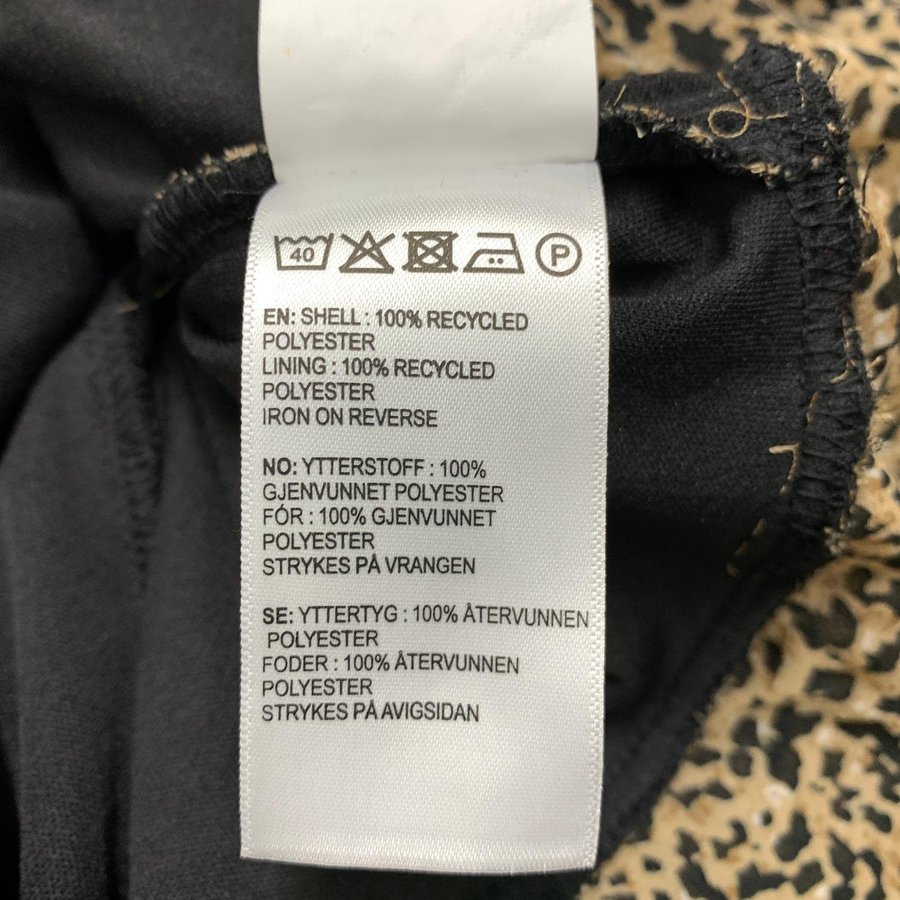 40 P
EN: SHELL : 100% RECYCLED
POLYESTER
LINING : 100% RECYCLED
POLYESTER
IRON ON REVERSE
NO: YTTERSTOFF : 100%
GJENVUNNET POLYESTER
FÓR : 100% GJENVUNNET
POLYESTER
STRYKES PÅ VRANGEN
SE: YTTERTYG : 100% ÅTERVUNNEN
POLYESTER
FODER : 100% ÅTERVUNNEN
POLYESTER
STRYKES PÅ AVIGSIDAN